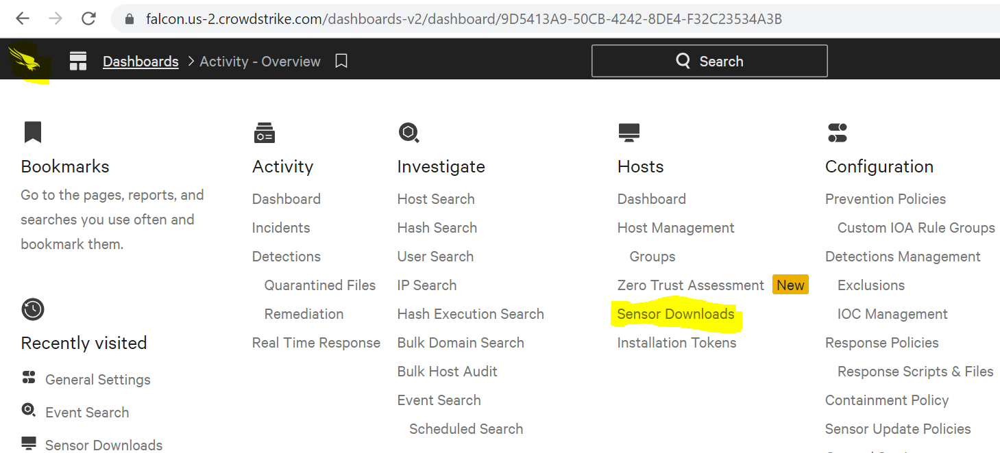 falcon.us-2.crowdstrike.com/dashboards-v2/dashboard/9D5413A9-50CB-4242-8DE4-F32C23534A3B
Dashboards > Activity - Overview
Search
Bookmarks
Go to the pages, reports, and
searches you use often and
bookmark them.
Recently visited
General Settings
Event Search
Sensor Downloads
Activity
Dashboard
Incidents
Detections
Quarantined Files
Remediation
Real Time Response
Investigate
Host Search
Hash Search
User Search
IP Search
Hash Execution Search
Bulk Domain Search
Bulk Host Audit
Event Search
Scheduled Search
Hosts
Dashboard
Host Management
Groups
Zero Trust Assessment New
Sensor Downloads
Installation Tokens
Configuration
Prevention Policies
Custom IOA Rule Groups
Detections Management
Exclusions
IOC Management
Response Policies
Response Scripts & Files
Containment Policy
Sensor Update Policies